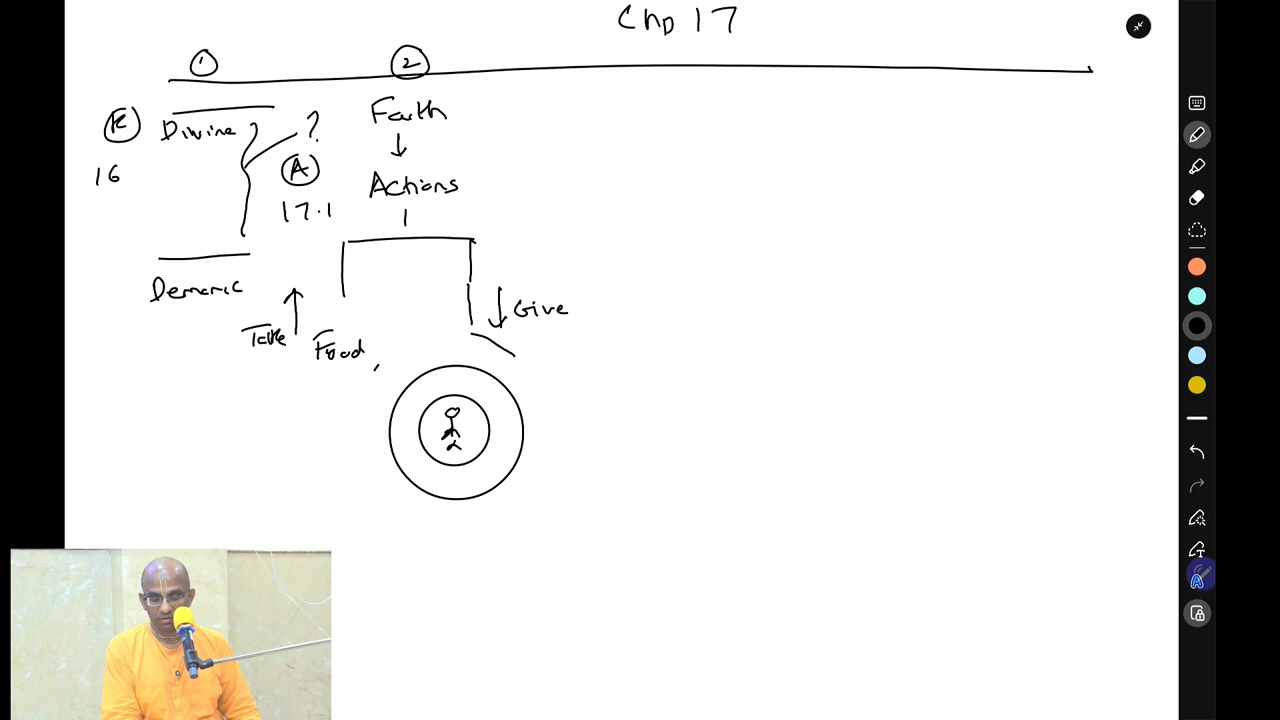 Chp 17
1
2
K
Divine
?
Faith
16
A
Actions
17.1
Demonic
Give
Take
Food,